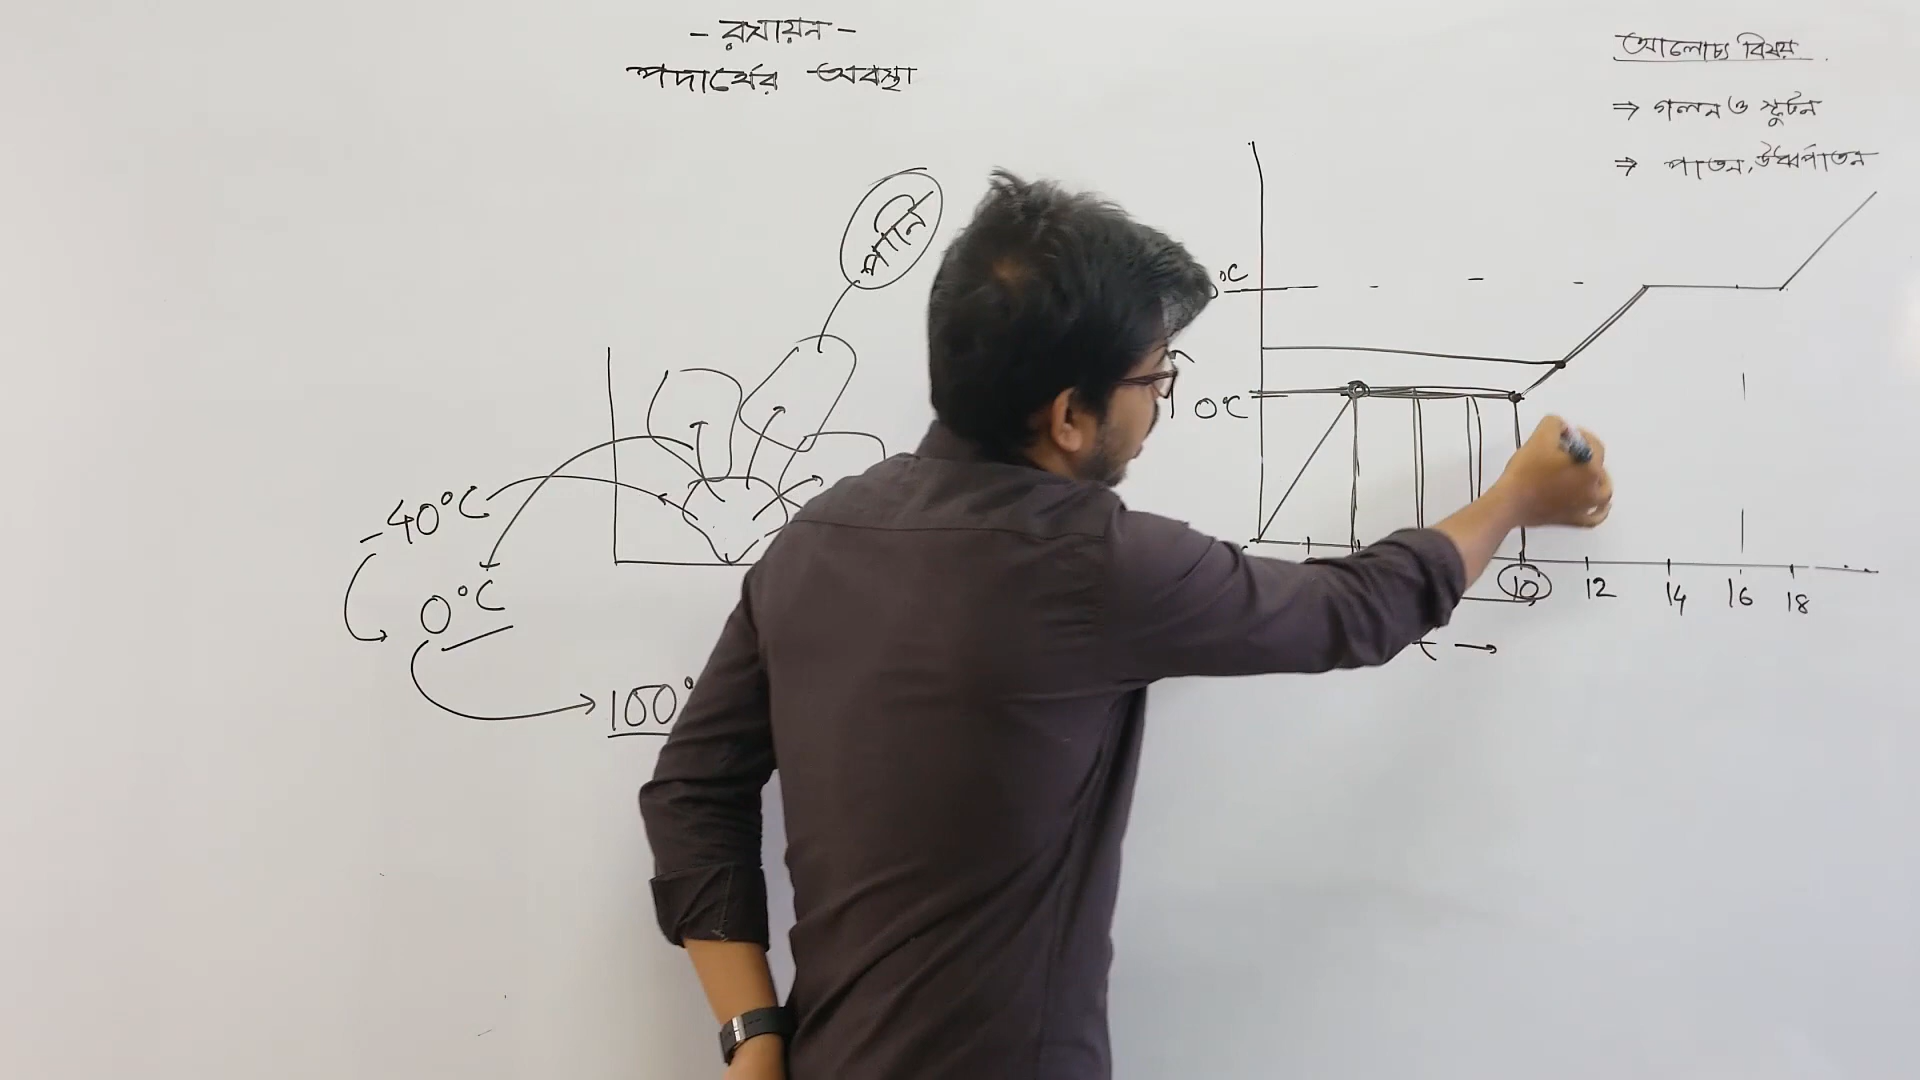 - রসায়ন -
পদার্থের অবস্থা
আলোচ্য বিষয়
⇒ গলন ও স্ফুটন
⇒ পাতন, ঊর্ধ্বপাতন
পানি
°C
0°C
-40°C
0°C
100°
10 12 14 16 18
t →